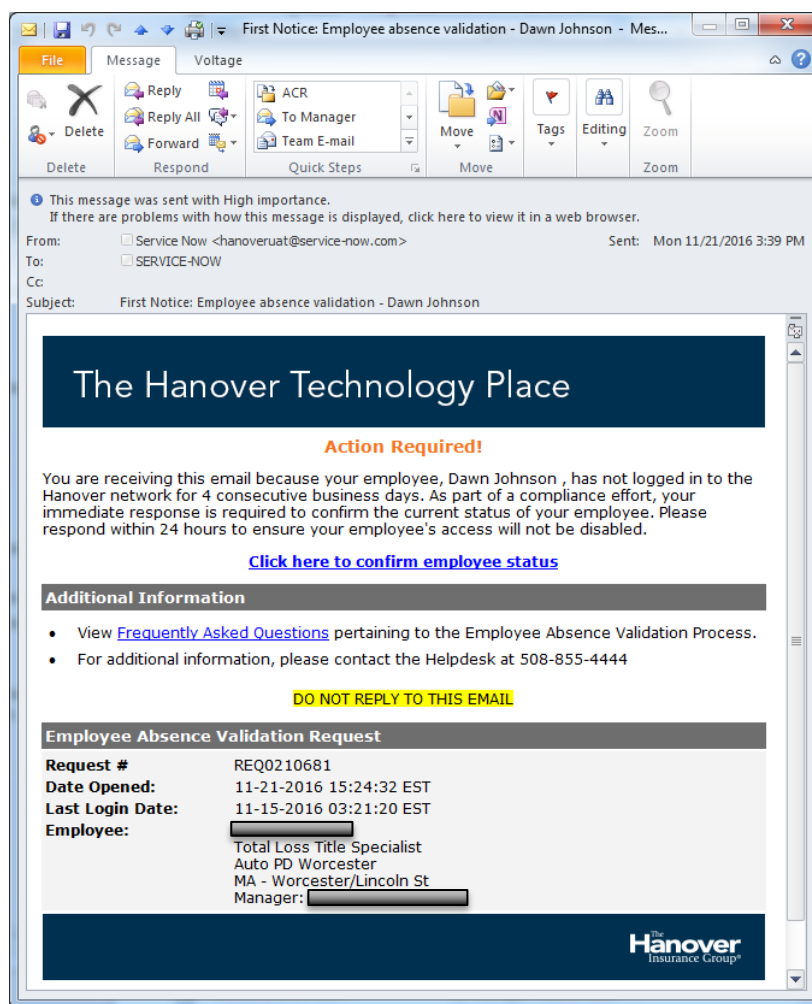 First Notice: Employee absence validation - Dawn Johnson - Mes...
File Message Voltage
Reply
Reply All
Forward
Delete
ACR
To Manager
Team E-mail
Move
Tags
Editing
Zoom
Delete Respond Quick Steps Move Zoom
This message was sent with High importance.
If there are problems with how this message is displayed, click here to view it in a web browser.
From: Service Now <hanoveruat@service-now.com> Sent: Mon 11/21/2016 3:39 PM
To: SERVICE-NOW
Cc:
Subject: First Notice: Employee absence validation - Dawn Johnson
The Hanover Technology Place
Action Required!
You are receiving this email because your employee, Dawn Johnson , has not logged in to the
Hanover network for 4 consecutive business days. As part of a compliance effort, your
immediate response is required to confirm the current status of your employee. Please
respond within 24 hours to ensure your employee's access will not be disabled.
Click here to confirm employee status
Additional Information
• View Frequently Asked Questions pertaining to the Employee Absence Validation Process.
• For additional information, please contact the Helpdesk at 508-855-4444
DO NOT REPLY TO THIS EMAIL
Employee Absence Validation Request
Request # REQ0210681
Date Opened: 11-21-2016 15:24:32 EST
Last Login Date: 11-15-2016 03:21:20 EST
Employee:
Total Loss Title Specialist
Auto PD Worcester
MA - Worcester/Lincoln St
Manager:
The
Hanover
Insurance Group®